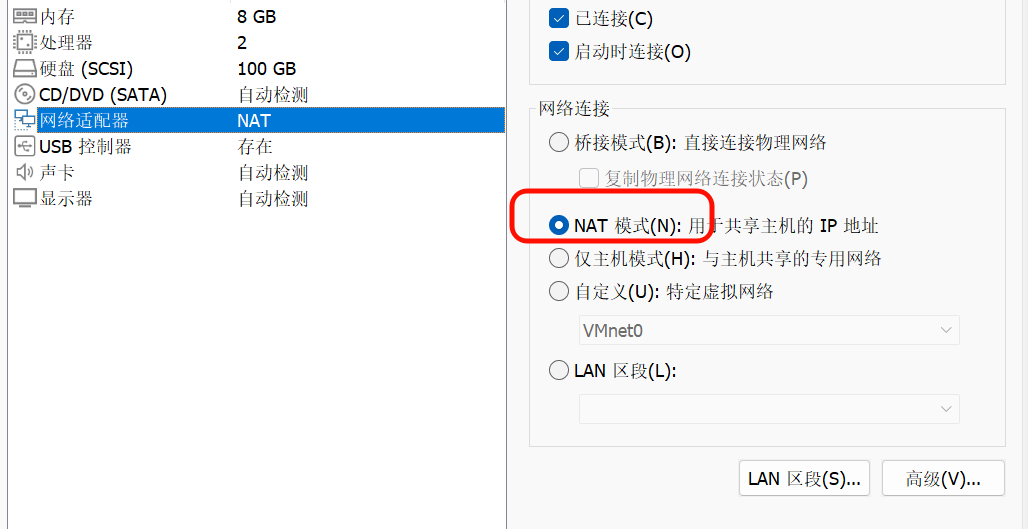 内存 8 GB
处理器 2
硬盘 (SCSI) 100 GB
CD/DVD (SATA) 自动检测
网络适配器 NAT
USB 控制器 存在
声卡 自动检测
显示器 自动检测
已连接(C)
启动时连接(O)
网络连接
桥接模式(B): 直接连接物理网络
复制物理网络连接状态(P)
NAT 模式(N): 用于共享主机的 IP 地址
仅主机模式(H): 与主机共享的专用网络
自定义(U): 特定虚拟网络
VMnet0
LAN 区段(L):
LAN 区段(S)... 高级(V)...